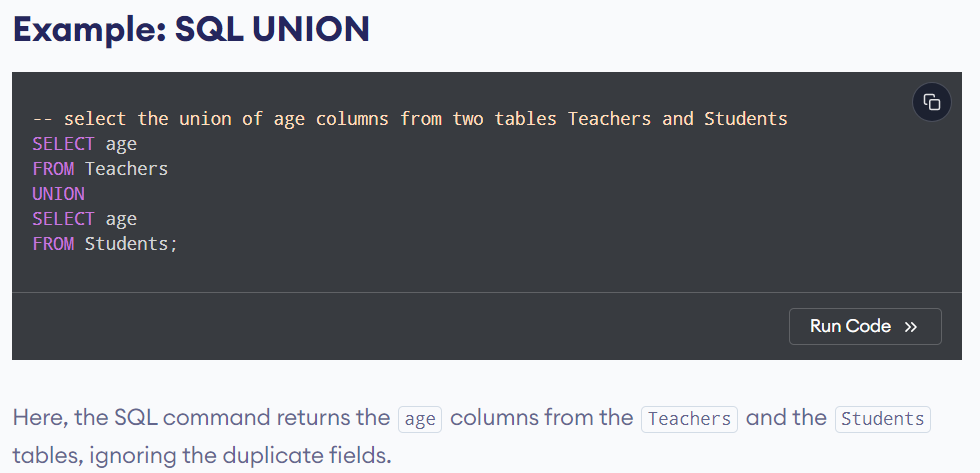 Example: SQL UNION
-- select the union of age columns from two tables Teachers and Students
SELECT age
FROM Teachers
UNION
SELECT age
FROM Students;
Run Code »
Here, the SQL command returns the age columns from the Teachers and the Students
tables, ignoring the duplicate fields.